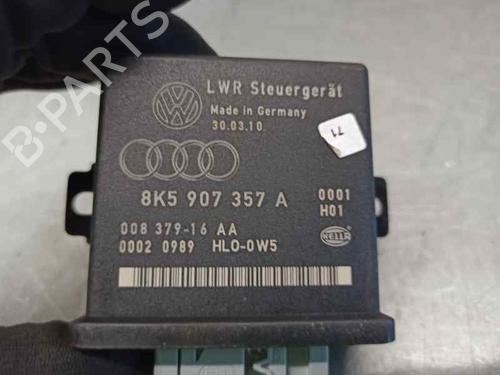 LWR Steuergerät
Made in Germany
30.03.10
71
8K5 907 357 A
0001
H01
008 379-16 AA
0002 0989 HLO-0W5
HELLA
B-PARTS